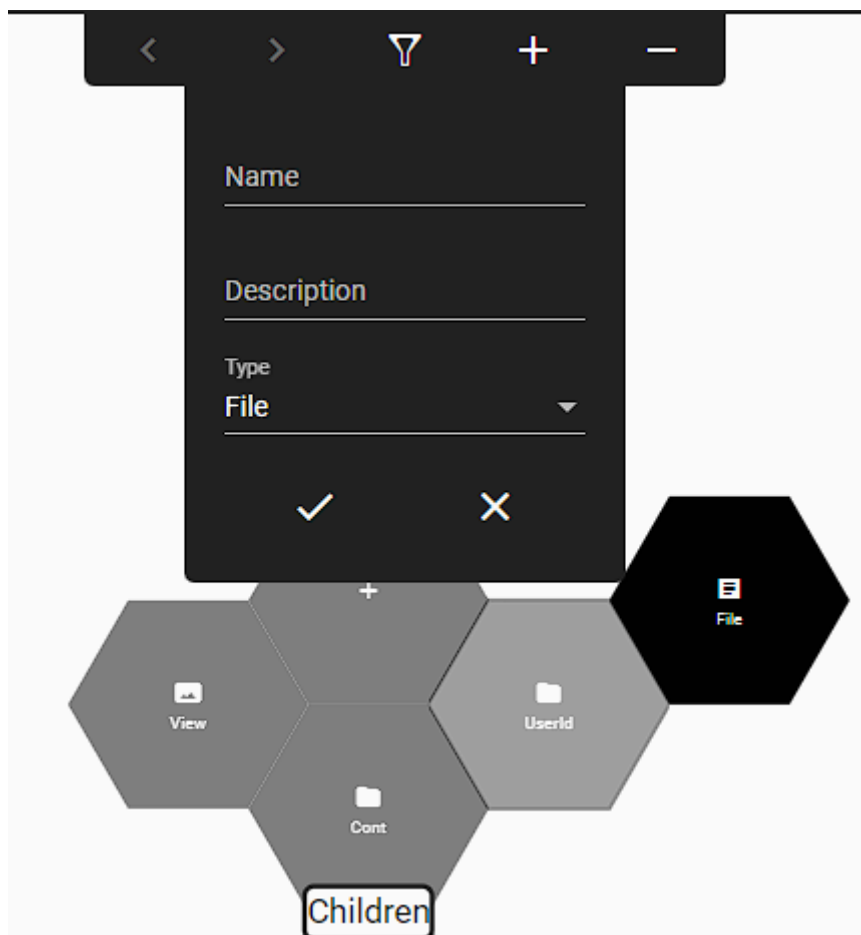 Name
Description
Type
File
File
View
UserId
Cont
Children